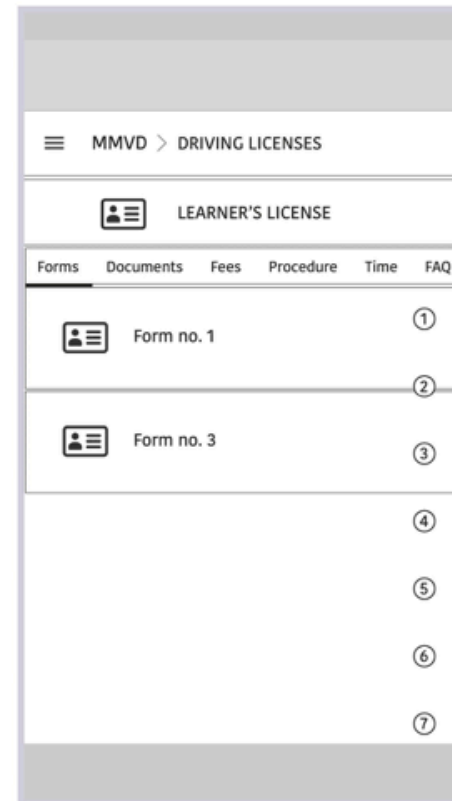 MMVD > DRIVING LICENSES
LEARNER'S LICENSE
Forms Documents Fees Procedure Time FAQ
①
Form no. 1
②
Form no. 3
③
④
⑤
⑥
⑦